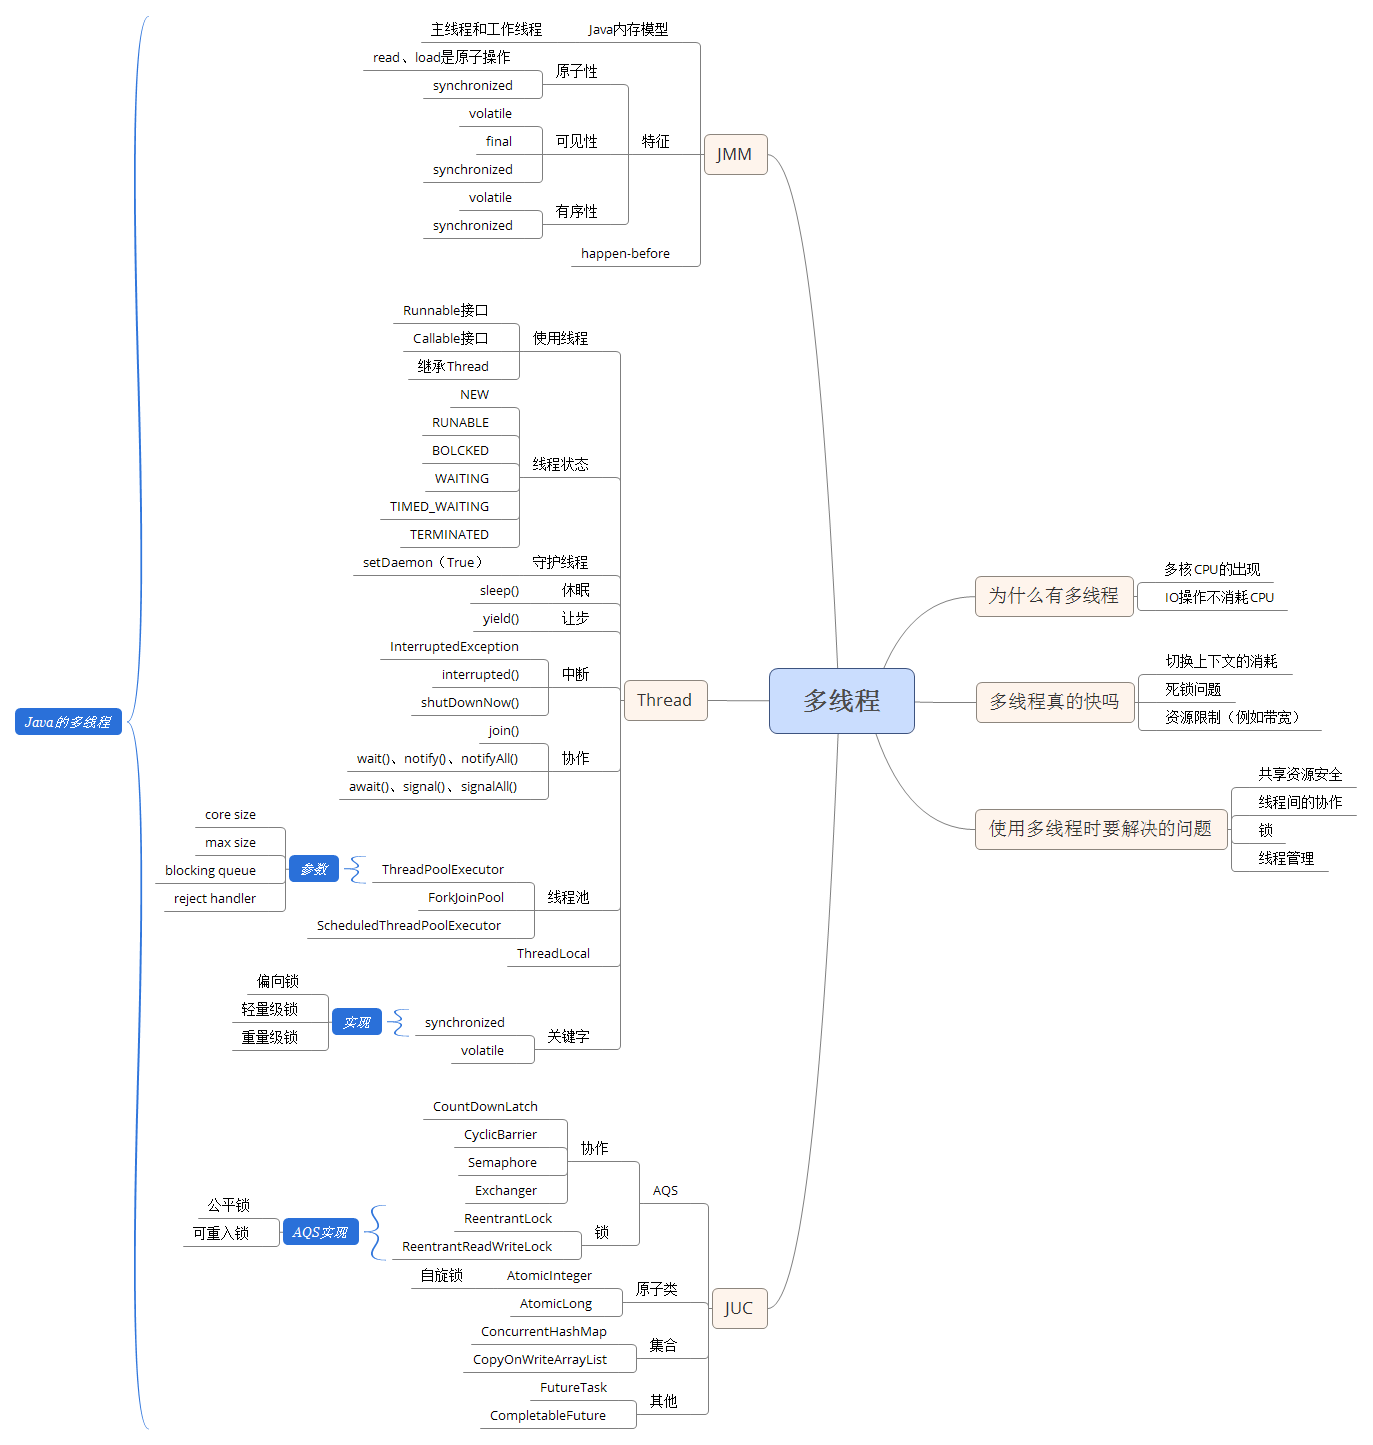 多线程
为什么有多线程
多核CPU的出现
IO操作不消耗CPU
多线程真的快吗
切换上下文的消耗
死锁问题
资源限制（例如带宽）
使用多线程时要解决的问题
共享资源安全
线程间的协作
锁
线程管理
Java的多线程
JMM
Java内存模型
主线程和工作线程
特征
原子性
read、load是原子操作
synchronized
可见性
volatile
final
synchronized
有序性
volatile
synchronized
happen-before
Thread
使用线程
Runnable接口
Callable接口
继承Thread
线程状态
NEW
RUNABLE
BOLCKED
WAITING
TIMED_WAITING
TERMINATED
守护线程
setDaemon（True）
休眠
sleep()
让步
yield()
中断
InterruptedException
interrupted()
shutDownNow()
协作
join()
wait()、notify()、notifyAll()
await()、signal()、signalAll()
线程池
ThreadPoolExecutor
参数
core size
max size
blocking queue
reject handler
ForkJoinPool
ScheduledThreadPoolExecutor
ThreadLocal
关键字
synchronized
实现
偏向锁
轻量级锁
重量级锁
volatile
JUC
AQS
协作
CountDownLatch
CyclicBarrier
Semaphore
Exchanger
锁
ReentrantLock
ReentrantReadWriteLock
AQS实现
公平锁
可重入锁
原子类
AtomicInteger
自旋锁
AtomicLong
集合
ConcurrentHashMap
CopyOnWriteArrayList
其他
FutureTask
CompletableFuture